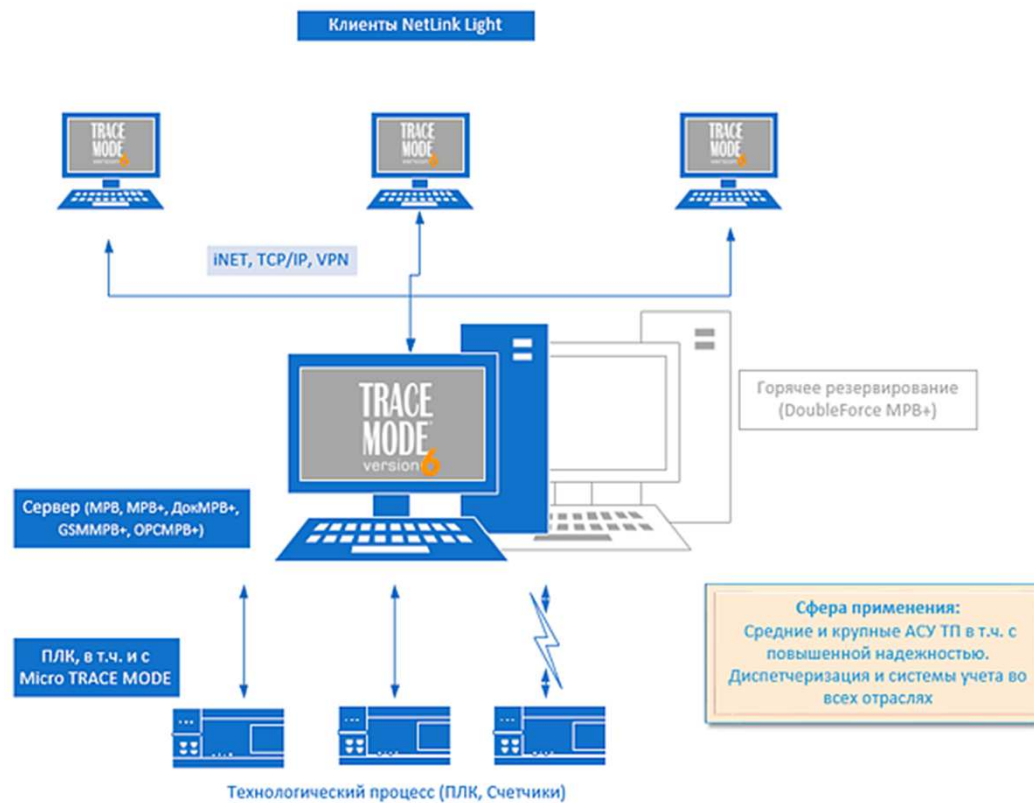 Клиенты NetLink Light
TRACE
MODE
version 6
TRACE
MODE
version 6
TRACE
MODE
version 6
iNET, TCP/IP, VPN
TRACE
MODE
version 6
Горячее резервирование
(DoubleForce МРВ+)
Сервер (МРВ, МРВ+, ДокМРВ+,
GSMМРВ+, OPCМРВ+)
ПЛК, в т.ч. и с
Micro TRACE MODE
Сфера применения:
Средние и крупные АСУ ТП в т.ч. с
повышенной надежностью.
Диспетчеризация и системы учета во
всех отраслях
Технологический процесс (ПЛК, Счетчики)